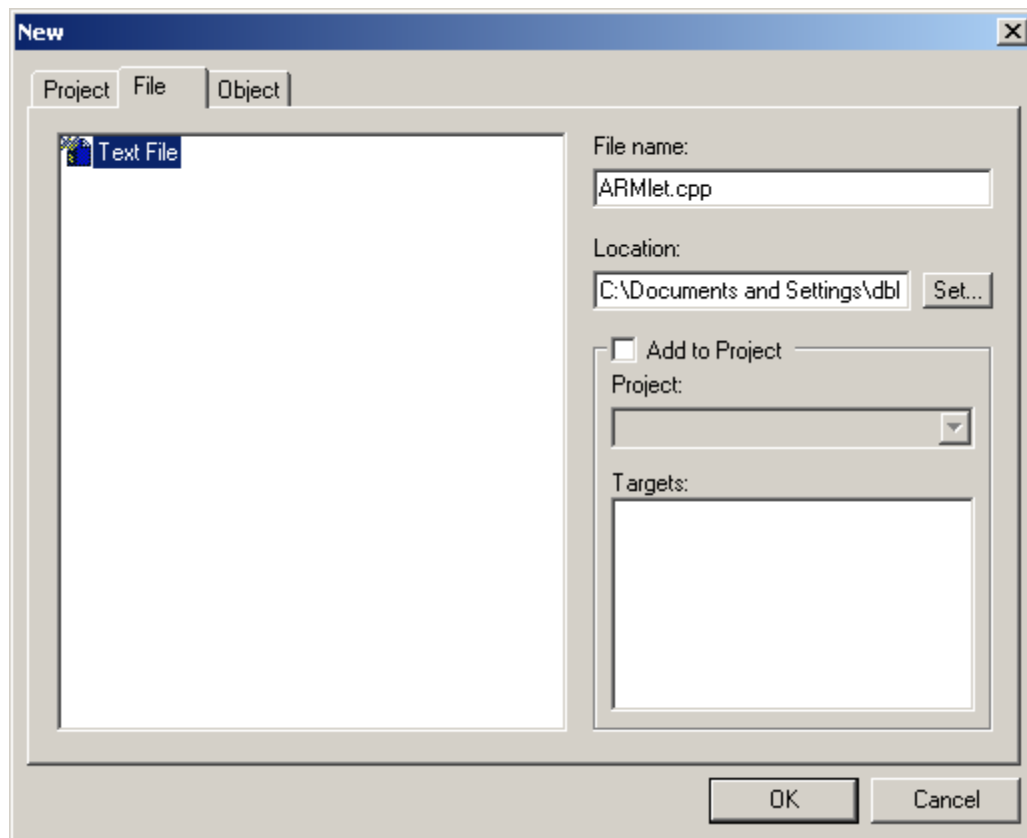 New
Project File Object
Text File
File name:
ARMlet.cpp
Location:
C:\Documents and Settings\dbl
Set...
Add to Project
Project:
Targets:
OK Cancel